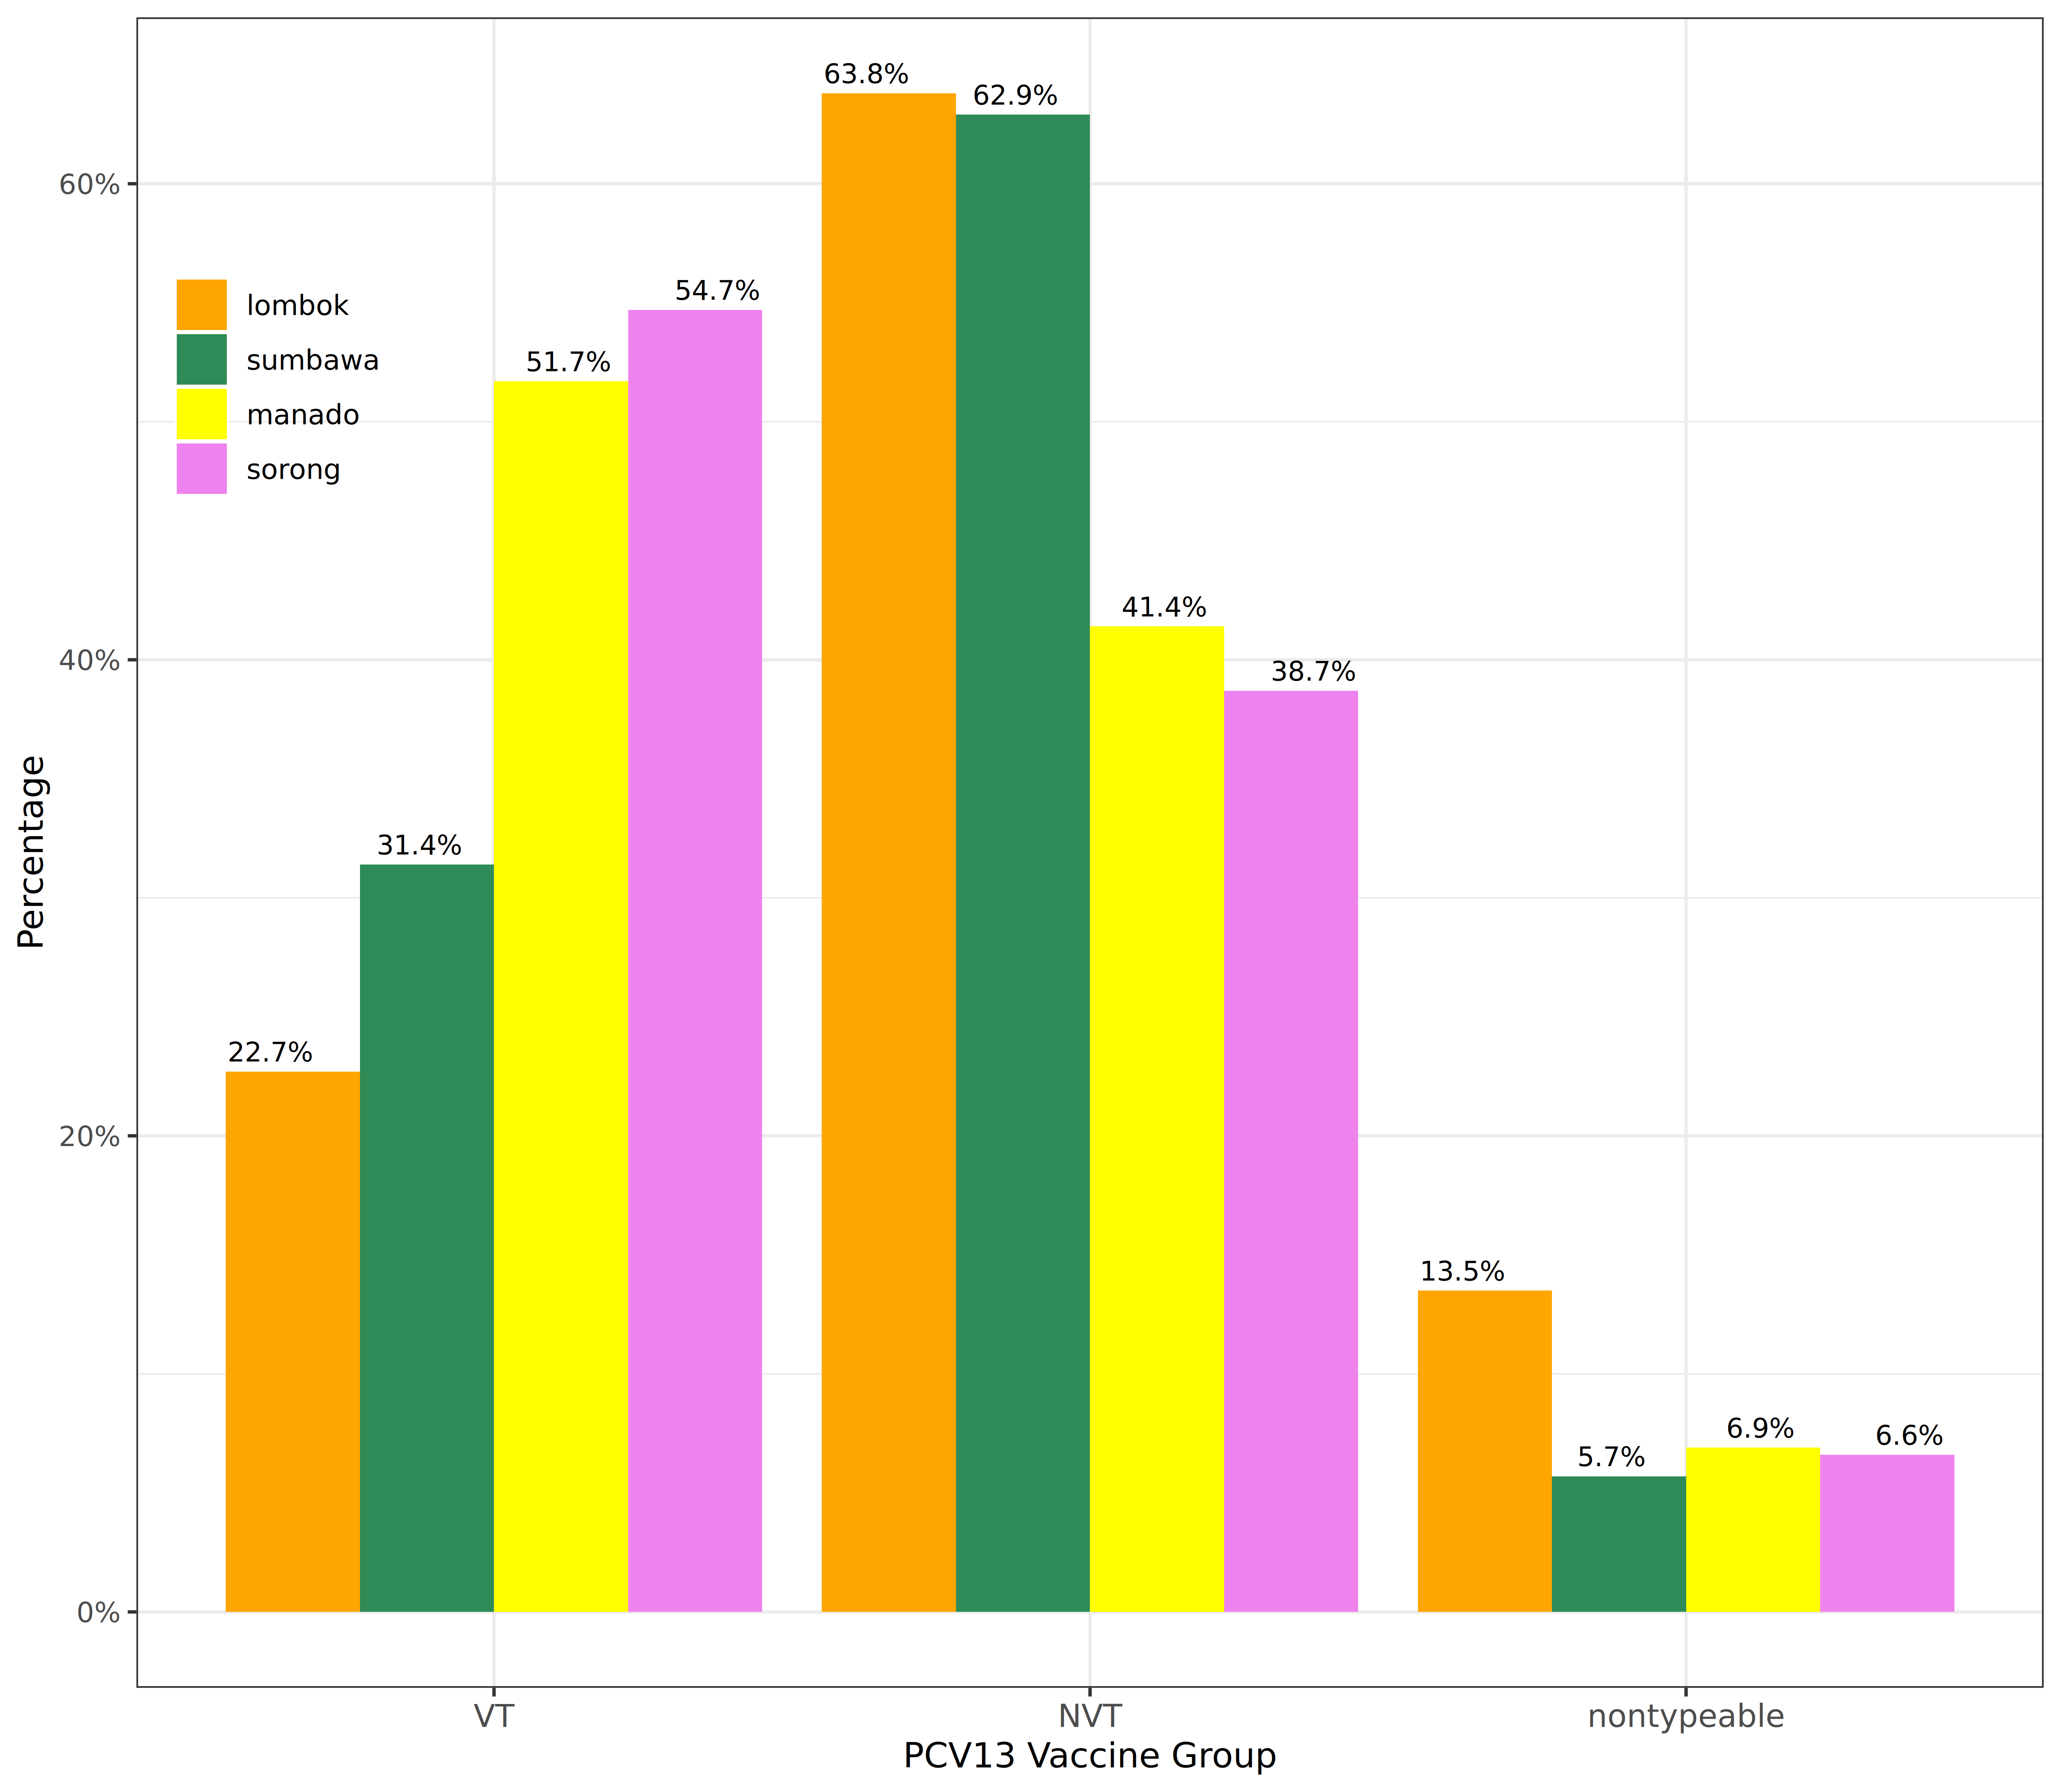 63.8%
62.9%
60%
54.7%
lombok
sumbawa
manado
sorong
51.7%
41.4%
40%
38.7%
Percentage
31.4%
22.7%
20%
13.5%
6.9%
6.6%
5.7%
0%
VT
NVT
nontypeable
PCV13 Vaccine Group